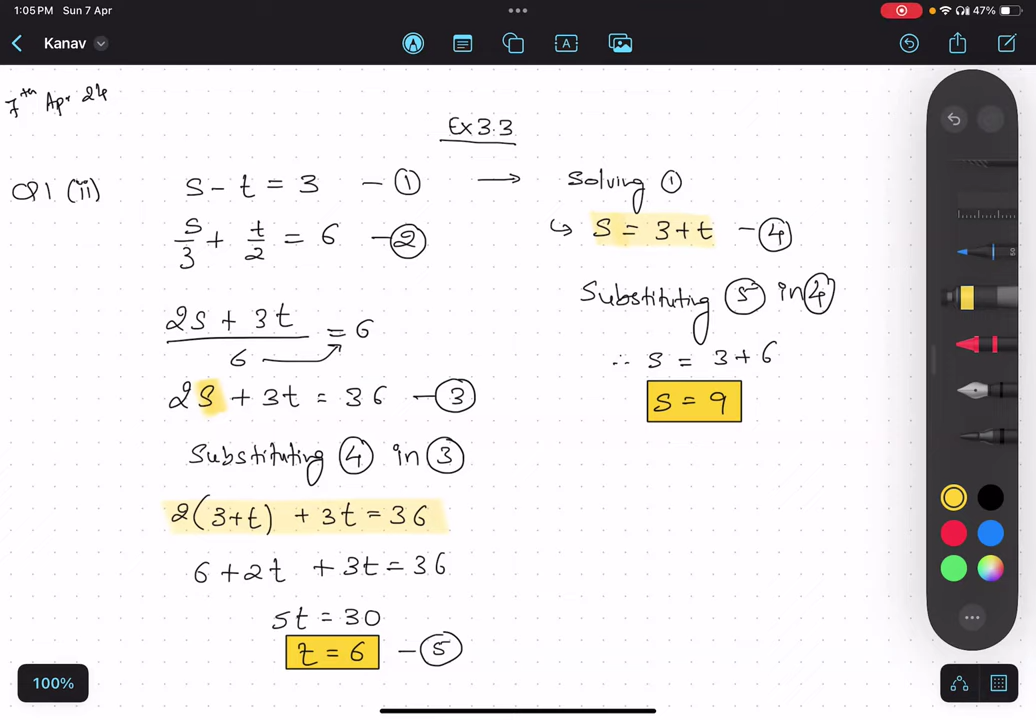 1:05 PM Sun 7 Apr
47%
Kanav
7th Apr 24
Ex 3.3
Q1 (ii)
s - t = 3 - ①
s/3 + t/2 = 6 - ②
(2s + 3t)/6 = 6
2s + 3t = 36 - ③
Substituting ④ in ③
2(3+t) + 3t = 36
6 + 2t + 3t = 36
5t = 30
t = 6 - ⑤
→ Solving ①
↳ s = 3+t - ④
Substituting ⑤ in ④
∴ s = 3+6
s = 9
100%